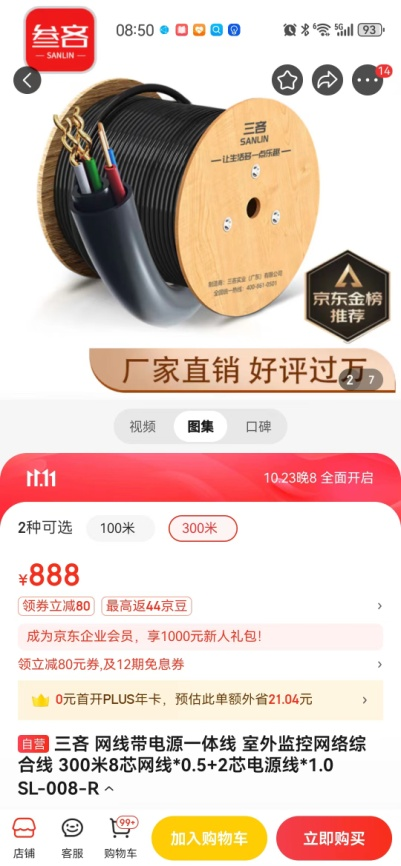 叁吝
SANLIN
08:50
5G
93
14
三吝
SANLIN
让生活多一点乐趣
京东金榜
推荐
厂家直销 好评过万
2
7
视频
图集
口碑
11.11
10.23晚8 全面开启
2种可选
100米
300米
¥888
领券立减80
最高返44京豆
成为京东企业会员，享1000元新人礼包！
领立减80元券,及12期免息券
0元首开PLUS年卡，预估此单额外省21.04元
自营 三吝 网线带电源一体线 室外监控网络综
合线 300米8芯网线*0.5+2芯电源线*1.0
SL-008-R
99+
店铺
客服
购物车
加入购物车
立即购买